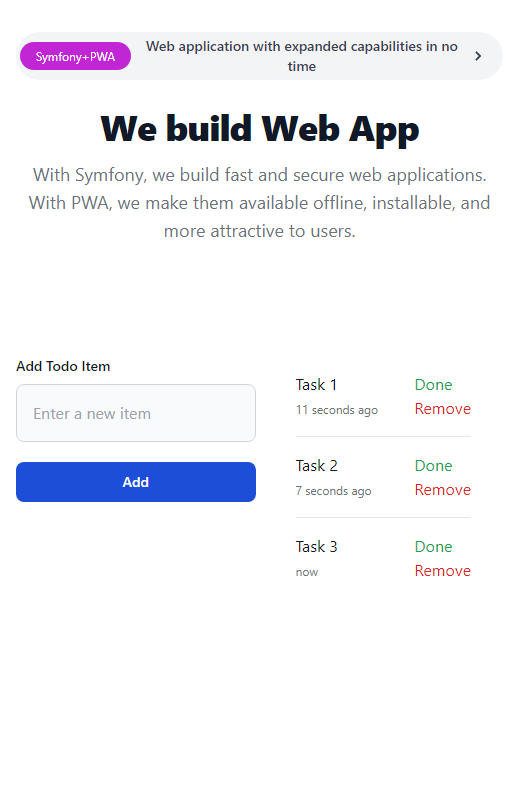 Symfony+PWA
Web application with expanded capabilities in no
time
We build Web App
With Symfony, we build fast and secure web applications.
With PWA, we make them available offline, installable, and
more attractive to users.
Add Todo Item
Enter a new item
Add
Task 1
Done
11 seconds ago
Remove
Task 2
Done
7 seconds ago
Remove
Task 3
Done
now
Remove